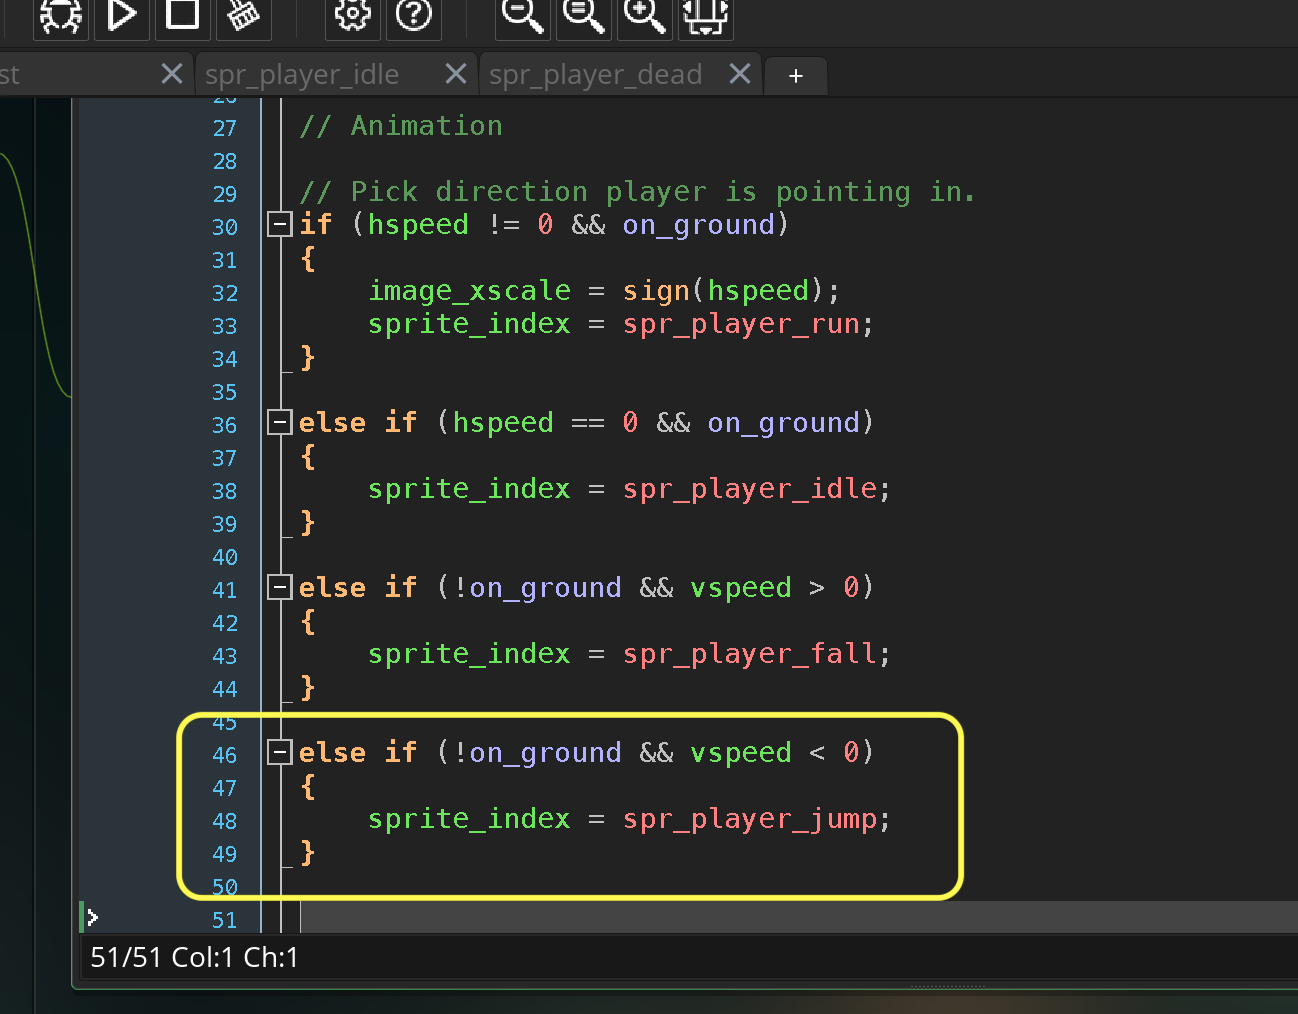 st
spr_player_idle
spr_player_dead
+
26
27 // Animation
28
29 // Pick direction player is pointing in.
30 if (hspeed != 0 && on_ground)
31 {
32 image_xscale = sign(hspeed);
33 sprite_index = spr_player_run;
34 }
35
36 else if (hspeed == 0 && on_ground)
37 {
38 sprite_index = spr_player_idle;
39 }
40
41 else if (!on_ground && vspeed > 0)
42 {
43 sprite_index = spr_player_fall;
44 }
45
46 else if (!on_ground && vspeed < 0)
47 {
48 sprite_index = spr_player_jump;
49 }
50
51
51/51 Col:1 Ch:1